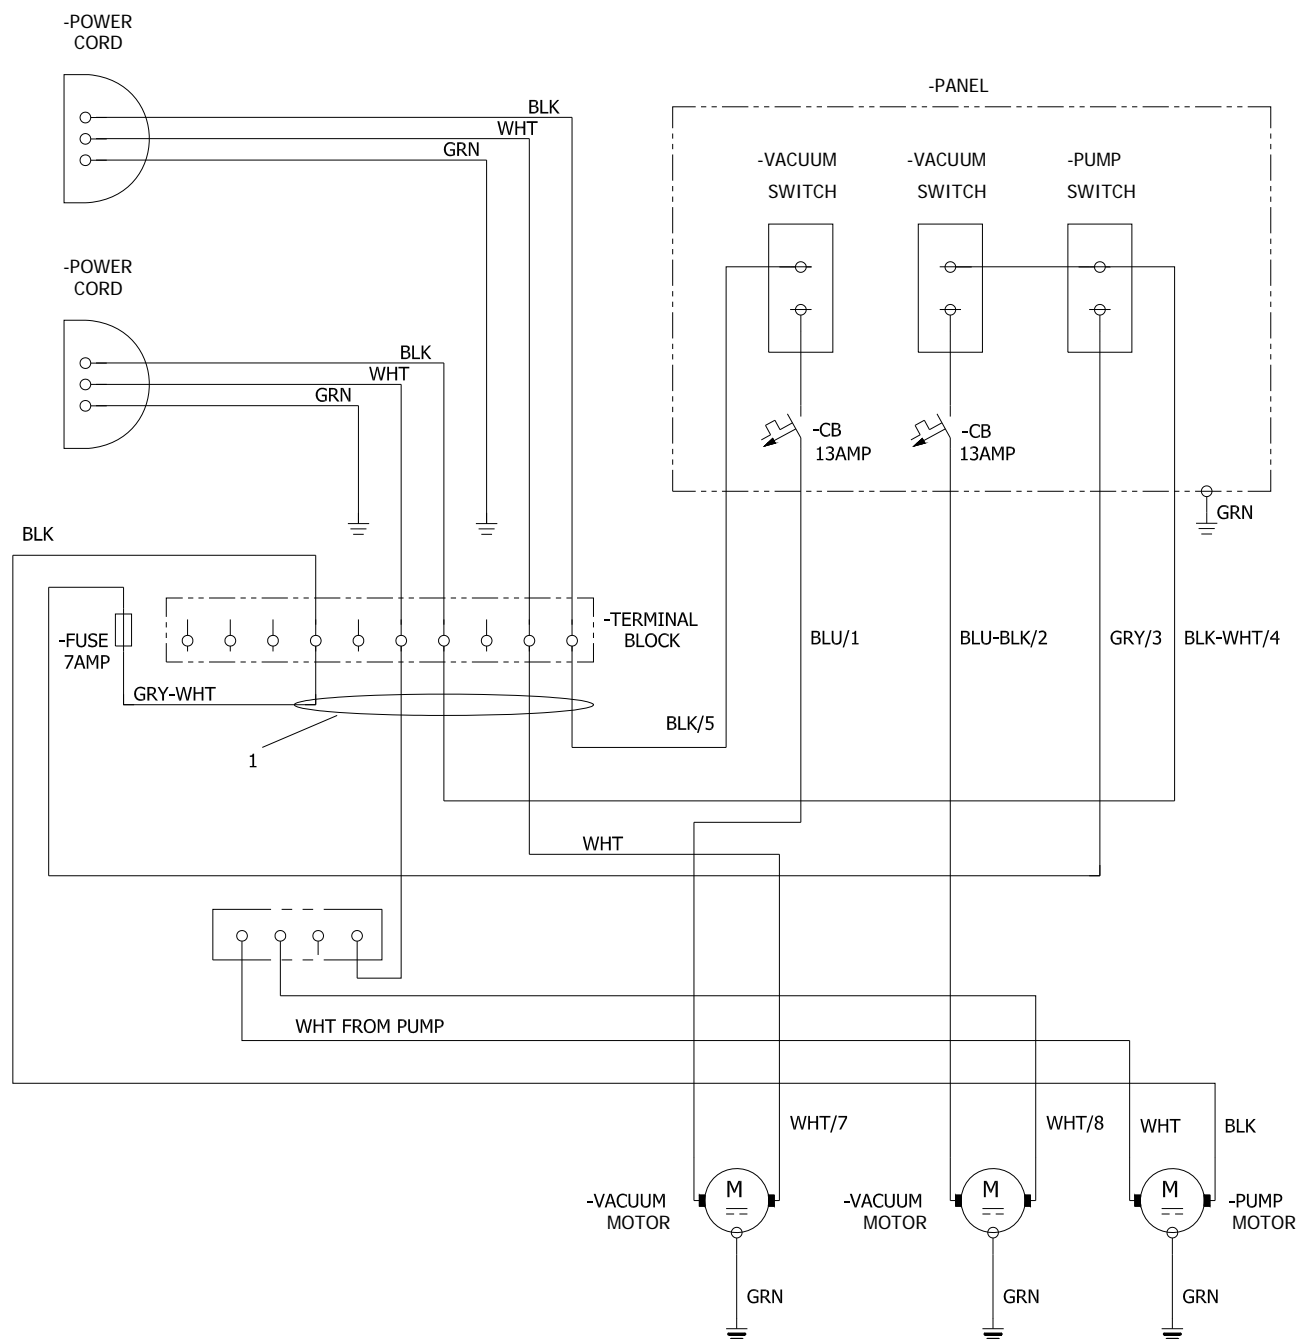 -POWER
CORD
BLK
WHT
GRN
-PANEL
-VACUUM
SWITCH
-VACUUM
SWITCH
-PUMP
SWITCH
-POWER
CORD
BLK
WHT
GRN
-CB
13AMP
-CB
13AMP
GRN
BLK
-FUSE
7AMP
-TERMINAL
BLOCK
BLU/1
BLU-BLK/2
GRY/3
BLK-WHT/4
GRY-WHT
BLK/5
1
WHT
WHT FROM PUMP
WHT/7
WHT/8
WHT
BLK
-VACUUM
MOTOR
M
-VACUUM
MOTOR
M
M
-PUMP
MOTOR
GRN
GRN
GRN